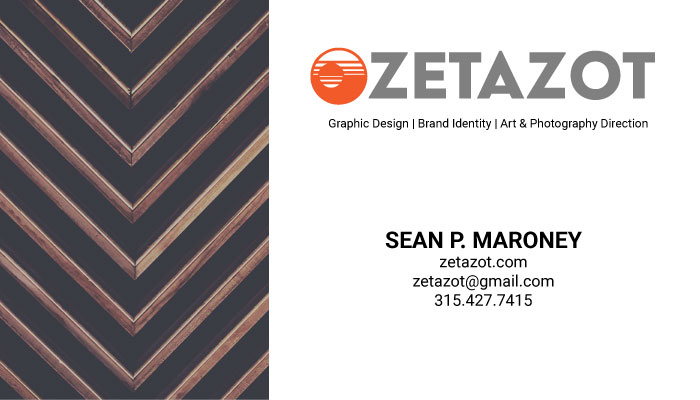 ZETAZOT
Graphic Design | Brand Identity | Art & Photography Direction
SEAN P. MARONEY
zetazot.com
zetazot@gmail.com
315.427.7415